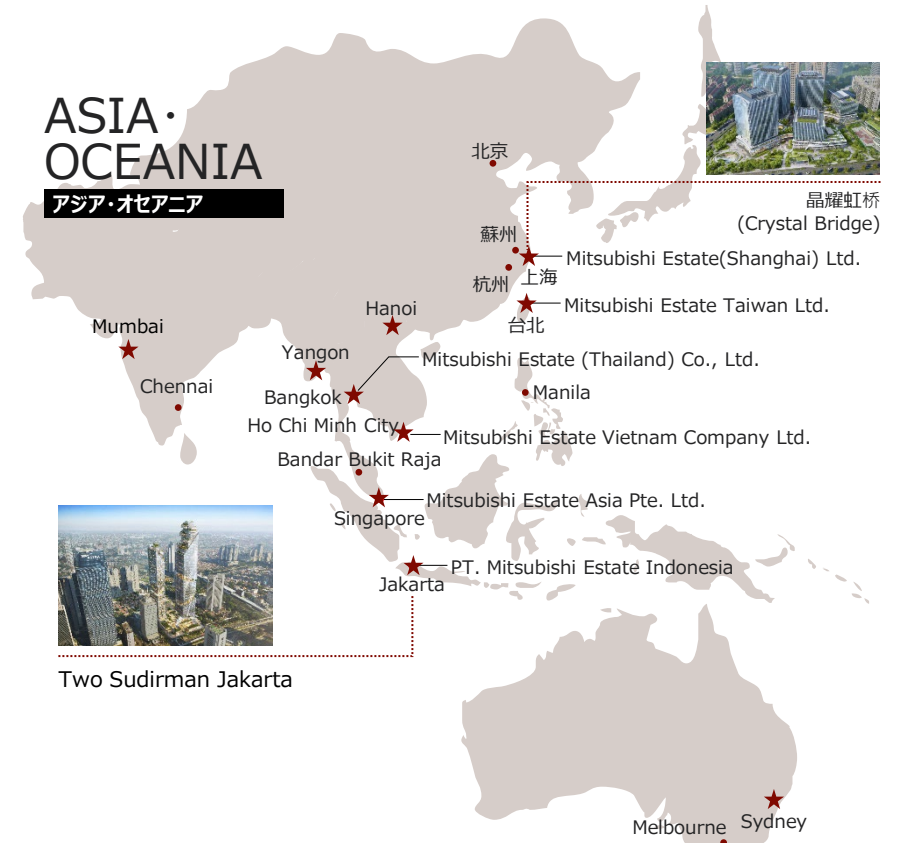 ASIA・
OCEANIA
アジア・オセアニア
北京
晶耀虹桥
(Crystal Bridge)
蘇州
Mitsubishi Estate(Shanghai) Ltd.
上海
杭州
Mitsubishi Estate Taiwan Ltd.
台北
Hanoi
Mumbai
Yangon
Mitsubishi Estate (Thailand) Co., Ltd.
Chennai
Bangkok
Manila
Ho Chi Minh City
Mitsubishi Estate Vietnam Company Ltd.
Bandar Bukit Raja
Mitsubishi Estate Asia Pte. Ltd.
Singapore
PT. Mitsubishi Estate Indonesia
Jakarta
Two Sudirman Jakarta
Sydney
Melbourne